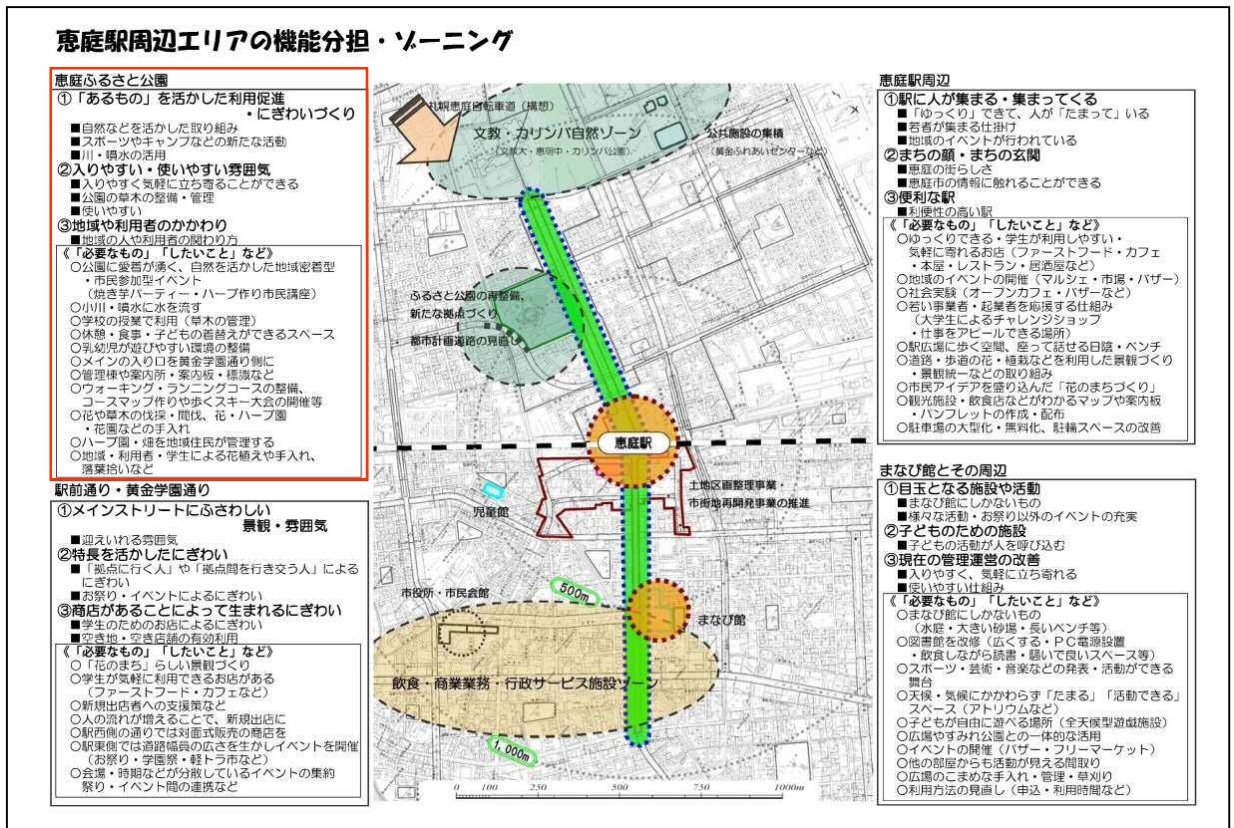 恵庭駅周辺エリアの機能分担・ゾーニング
恵庭ふるさと公園
①「あるもの」を活かした利用促進
・にぎわいづくり
■自然などを活かした取り組み
■スポーツやキャンプなどの新たな活動
■川・噴水の活用
②入りやすい・使いやすい雰囲気
■入りやすく気軽に立ち寄ることができる
■公園の草木の整備・管理
■使いやすい
③地域や利用者のかかわり
■地域の人や利用者の関わり方
《「必要なもの」「したいこと」など》
○公園に愛着が湧く、自然を活かした地域密着型
・市民参加型イベント
（焼き芋パーティー・ハーブ作り市民講座）
○小川・噴水に水を流す
○学校の授業で利用（草木の管理）
○休憩・食事・子どもの着替えができるスペース
○乳幼児が遊びやすい環境の整備
○メインの入り口を黄金学園通り側に
○管理棟や案内所・案内板・標識など
○ウォーキング・ランニングコースの整備、
コースマップ作りや歩くスキー大会の開催等
○花や草木の伐採・間伐、花・ハーブ園
・花園などの手入れ
○ハーブ園・畑を地域住民が管理する
○地域・利用者・学生による花植えや手入れ、
落葉拾いなど
駅前通り・黄金学園通り
①メインストリートにふさわしい
景観・雰囲気
■迎えいれる雰囲気
②特長を活かしたにぎわい
■「拠点に行く人」や「拠点間を行き交う人」による
にぎわい
■お祭り・イベントによるにぎわい
③商店があることによって生まれるにぎわい
■学生のためのお店によるにぎわい
■空き地・空き店舗の有効利用
《「必要なもの」「したいこと」など》
○「花のまち」らしい景観づくり
○学生が気軽に利用できるお店がある
（ファーストフード・カフェなど）
○新規出店者への支援策など
○人の流れが増えることで、新規出店に
○駅西側の通りでは対面式販売の商店を
○駅東側では道路幅員の広さを生かしイベントを開催
（お祭り・学園祭・軽トラ市など）
○会場・時期などが分散しているイベントの集約
祭り・イベント間の連携など
札幌恵庭自転車道（構想）
文教・カリンバ自然ゾーン
（文教大・恵明中・カリンバ公園）
公共施設の集積
（黄金ふれあいセンターなど）
ふるさと公園の再整備、
新たな拠点づくり
都市計画道路の見直し
恵庭駅
土地区画整理事業・
市街地再開発事業の推進
児童館
500m
市役所・市民会館
まなび館
飲食・商業業務・行政サービス施設ゾーン
1,000m
0 100 250 500 750 1000m
恵庭駅周辺
①駅に人が集まる・集まってくる
■「ゆっくり」できて、人が「たまって」いる
■若者が集まる仕掛け
■地域のイベントが行われている
②まちの顔・まちの玄関
■恵庭の街らしさ
■恵庭市の情報に触れることができる
③便利な駅
■利便性の高い駅
《「必要なもの」「したいこと」など》
○ゆっくりできる・学生が利用しやすい・
気軽に寄れるお店（ファーストフード・カフェ
・本屋・レストラン・居酒屋など）
○地域のイベントの開催（マルシェ・市場・バザー）
○社会実験（オープンカフェ・バザーなど）
○若い事業者・起業者を応援する仕組み
（大学生によるチャレンジショップ
・仕事をアピールできる場所）
○駅広場に歩く空間、座って話せる日陰・ベンチ
○道路・歩道の花・植栽などを利用した景観づくり
・景観統一などの取り組み
○市民アイデアを盛り込んだ「花のまちづくり」
○観光施設・飲食店などがわかるマップや案内板
・パンフレットの作成・配布
○駐車場の大型化・無料化、駐輪スペースの改善
まなび館とその周辺
①目玉となる施設や活動
■まなび館にしかないもの
■様々な活動・お祭り以外のイベントの充実
②子どものための施設
■子どもの活動が人を呼び込む
③現在の管理運営の改善
■入りやすく、気軽に立ち寄れる
■使いやすい仕組み
《「必要なもの」「したいこと」など》
○まなび館にしかないもの
（水庭・大きい砂場・長いベンチ等）
○図書館を改修（広くする・ＰＣ電源設置
・飲食しながら読書・騒いで良いスペース等）
○スポーツ・芸術・音楽などの発表・活動ができる
舞台
○天候・気候にかかわらず「たまる」「活動できる」
スペース（アトリウムなど）
○子どもが自由に遊べる場所（全天候型遊戯施設）
○広場やすみれ公園との一体的な活用
○イベントの開催（バザー・フリーマーケット）
○他の部屋からも活動が見える間取り
○広場のこまめな手入れ・管理・草刈り
○利用方法の見直し（申込・利用時間など）